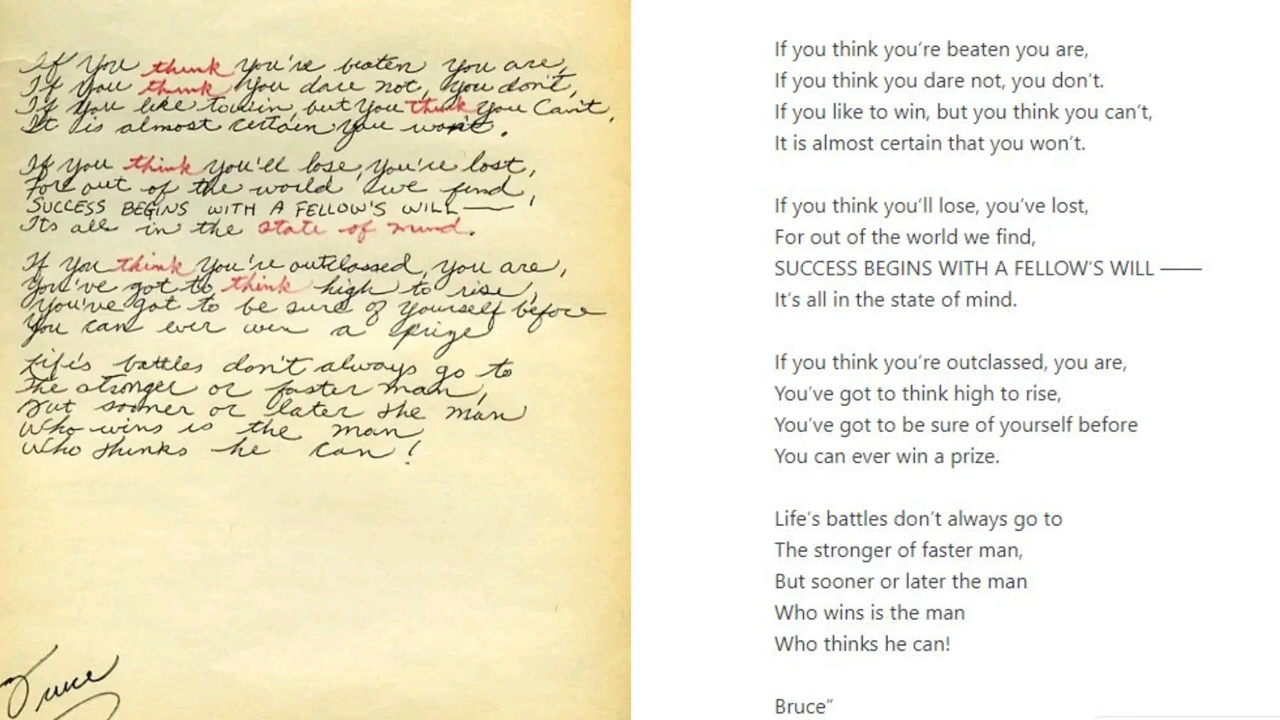 If you think you're beaten you are,
If you think you dare not, you don't,
If you like to win, but you think you Can't,
It is almost certain you won't.
If you think you'll lose, you're lost,
For out of the world we find,
SUCCESS BEGINS WITH A FELLOW'S WILL —
It's all in the state of mind.
If you think you're outclassed, you are,
You've got to think high to rise,
You've got to be sure of yourself before
You can ever win a prize
Life's battles don't always go to
The stronger or faster man,
But sooner or later the man
Who wins is the man
Who thinks he can!
Bruce
If you think you’re beaten you are,
If you think you dare not, you don’t.
If you like to win, but you think you can’t,
It is almost certain that you won’t.
If you think you’ll lose, you’ve lost,
For out of the world we find,
SUCCESS BEGINS WITH A FELLOW’S WILL ——
It’s all in the state of mind.
If you think you’re outclassed, you are,
You’ve got to think high to rise,
You’ve got to be sure of yourself before
You can ever win a prize.
Life’s battles don’t always go to
The stronger of faster man,
But sooner or later the man
Who wins is the man
Who thinks he can!
Bruce”